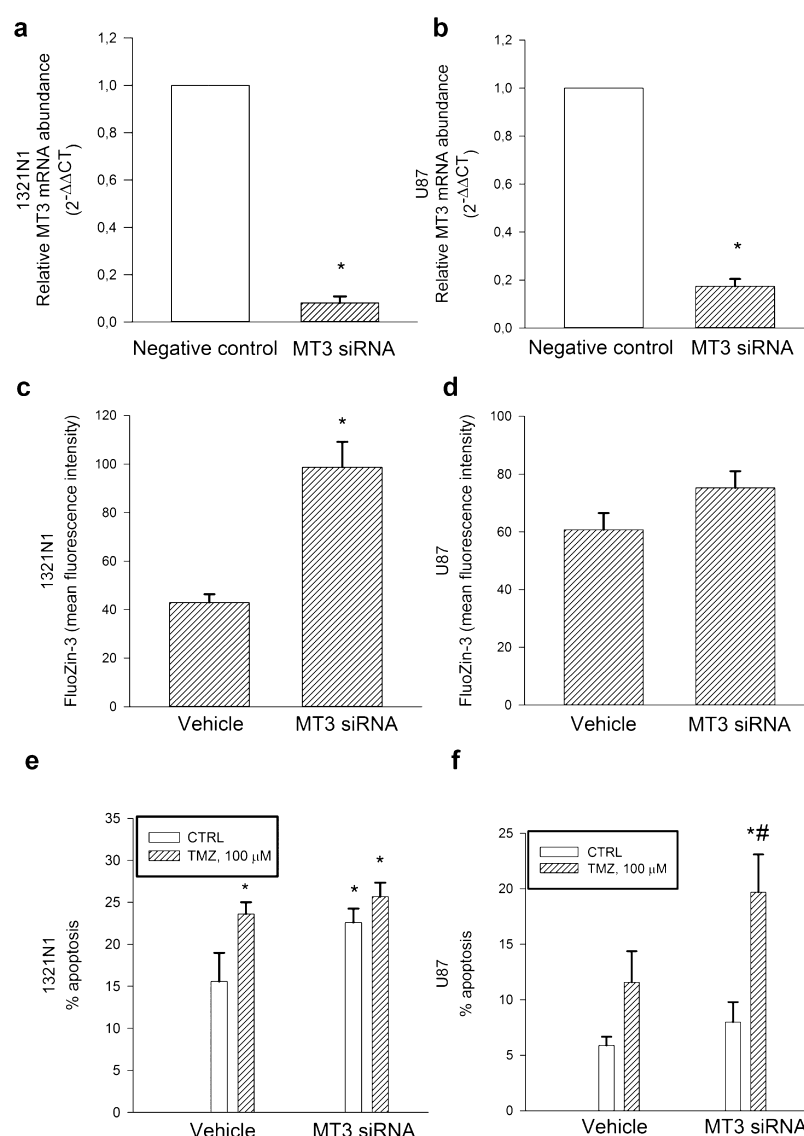 a
1,2
1,0
0,8
0,6
0,4
0,2
0,0
1321N1
Relative MT3 mRNA abundance
(2-ΔΔCT)
*
Negative control
MT3 siRNA
b
1,2
1,0
0,8
0,6
0,4
0,2
0,0
U87
Relative MT3 mRNA abundance
(2-ΔΔCT)
*
Negative control
MT3 siRNA
c
120
100
80
60
40
20
0
1321N1
FluoZin-3 (mean fluorescence intensity)
*
Vehicle
MT3 siRNA
d
100
80
60
40
20
0
U87
FluoZin-3 (mean fluorescence intensity)
Vehicle
MT3 siRNA
e
35
30
25
20
15
10
5
0
1321N1
% apoptosis
CTRL
TMZ, 100 μM
*
*
*
Vehicle
MT3 siRNA
f
25
20
15
10
5
0
U87
% apoptosis
CTRL
TMZ, 100 μM
*#
Vehicle
MT3 siRNA